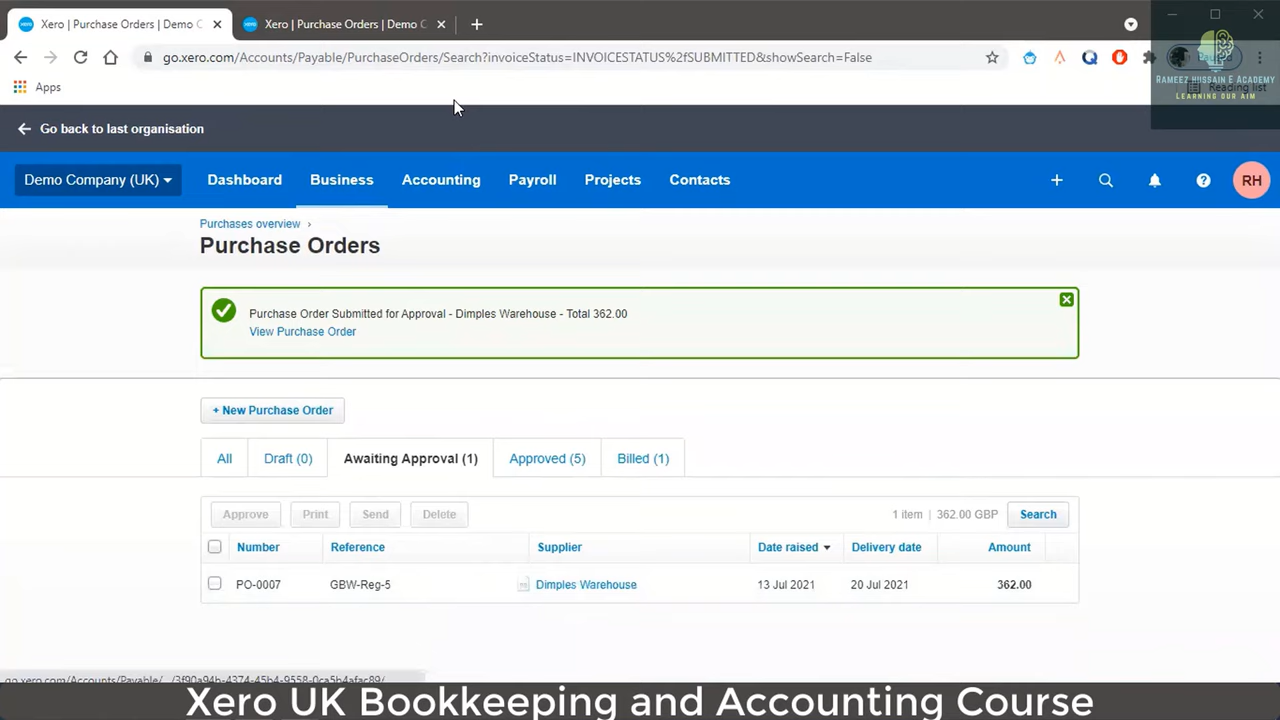 Xero | Purchase Orders | Demo C
Xero | Purchase Orders | Demo C
go.xero.com/Accounts/Payable/PurchaseOrders/Search?invoiceStatus=INVOICESTATUS%2fSUBMITTED&showSearch=False
Apps
Reading list
RAMEEZ HUSSAIN E ACADEMY
LEARNING OUR AIM
Go back to last organisation
Demo Company (UK)
Dashboard
Business
Accounting
Payroll
Projects
Contacts
RH
Purchases overview ›
Purchase Orders
Purchase Order Submitted for Approval - Dimples Warehouse - Total 362.00
View Purchase Order
+ New Purchase Order
All
Draft (0)
Awaiting Approval (1)
Approved (5)
Billed (1)
Approve
Print
Send
Delete
1 item | 362.00 GBP
Search
Number
Reference
Supplier
Date raised
Delivery date
Amount
PO-0007
GBW-Reg-5
Dimples Warehouse
13 Jul 2021
20 Jul 2021
362.00
Xero UK Bookkeeping and Accounting Course